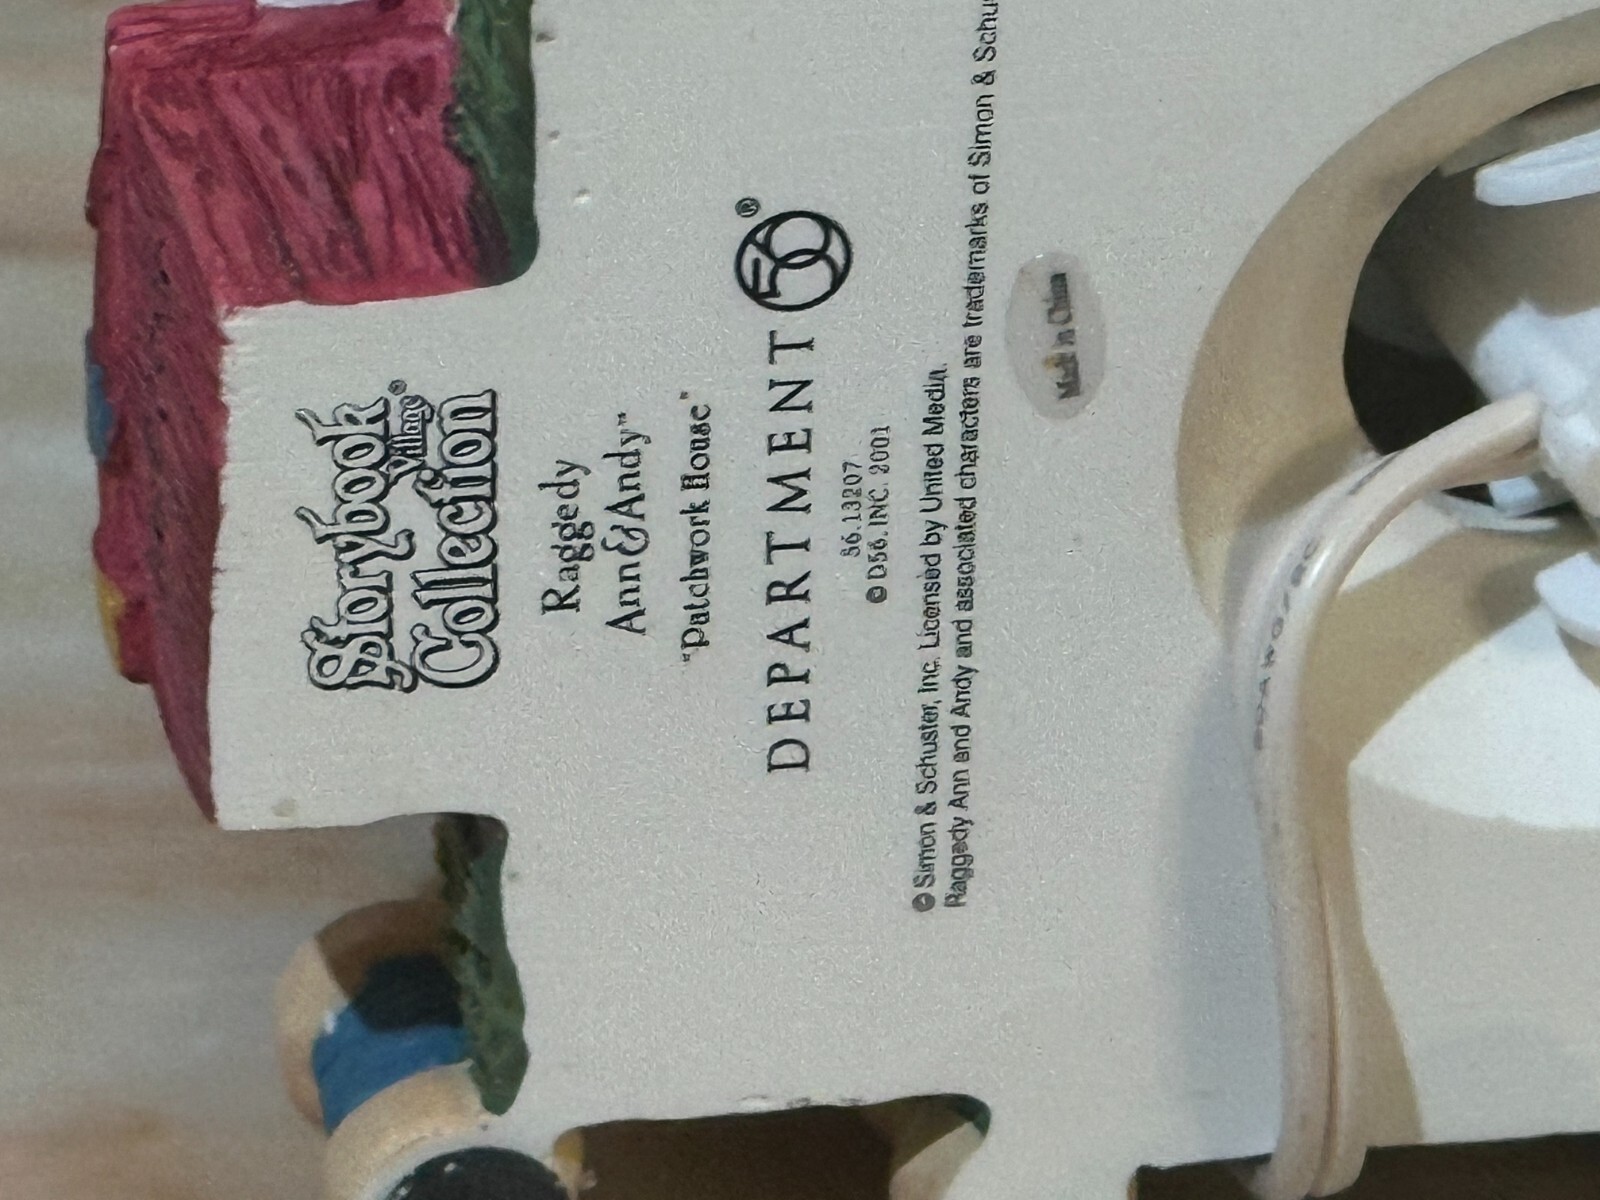 Storybook
Village®
Collection
Raggedy
Ann & Andy™
"Patchwork House"
DEPARTMENT 56®
56.13207
© D56, INC. 2001
© Simon & Schuster, Inc. Licensed by United Media.
Raggedy Ann and Andy and associated characters are trademarks of Simon &
Made in China